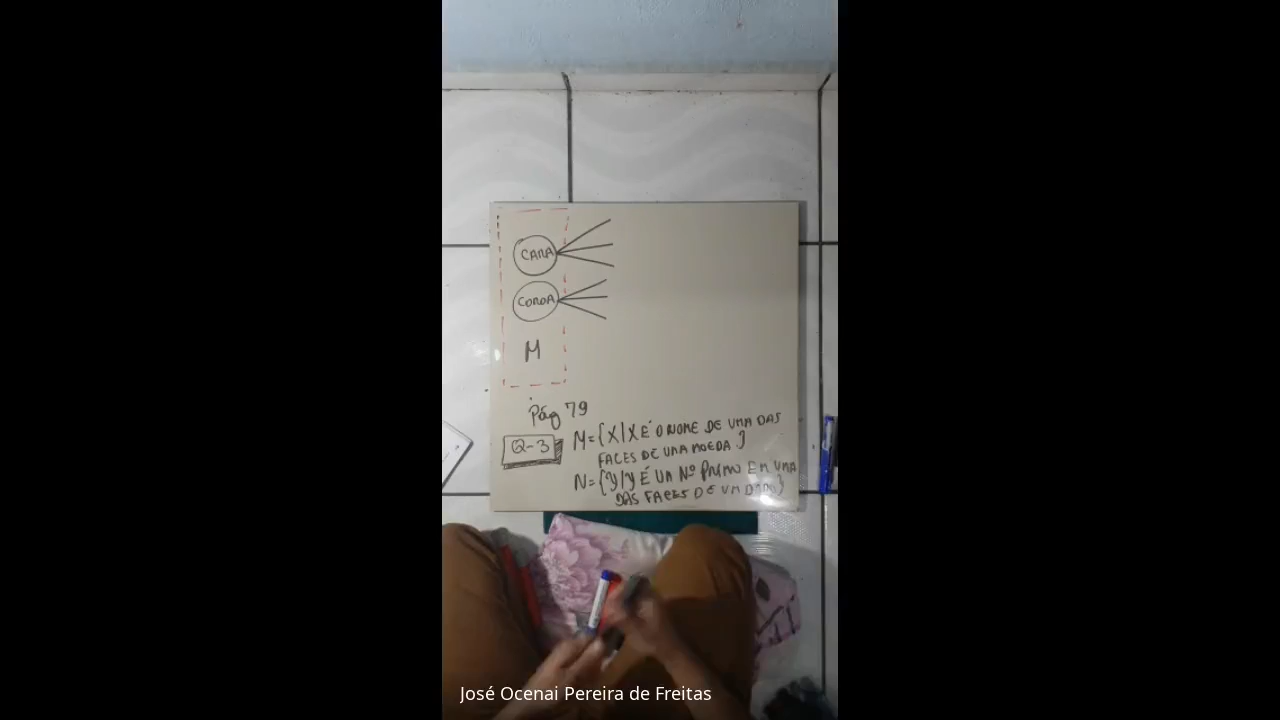 CARA
COROA
M
Pág 79
Q-3
M={X|X É O NOME DE UMA DAS
FACES DE UMA MOEDA.}
N={Y|Y É UM Nº PRIMO EM UMA
DAS FACES DE UM DADO}
José Ocenai Pereira de Freitas